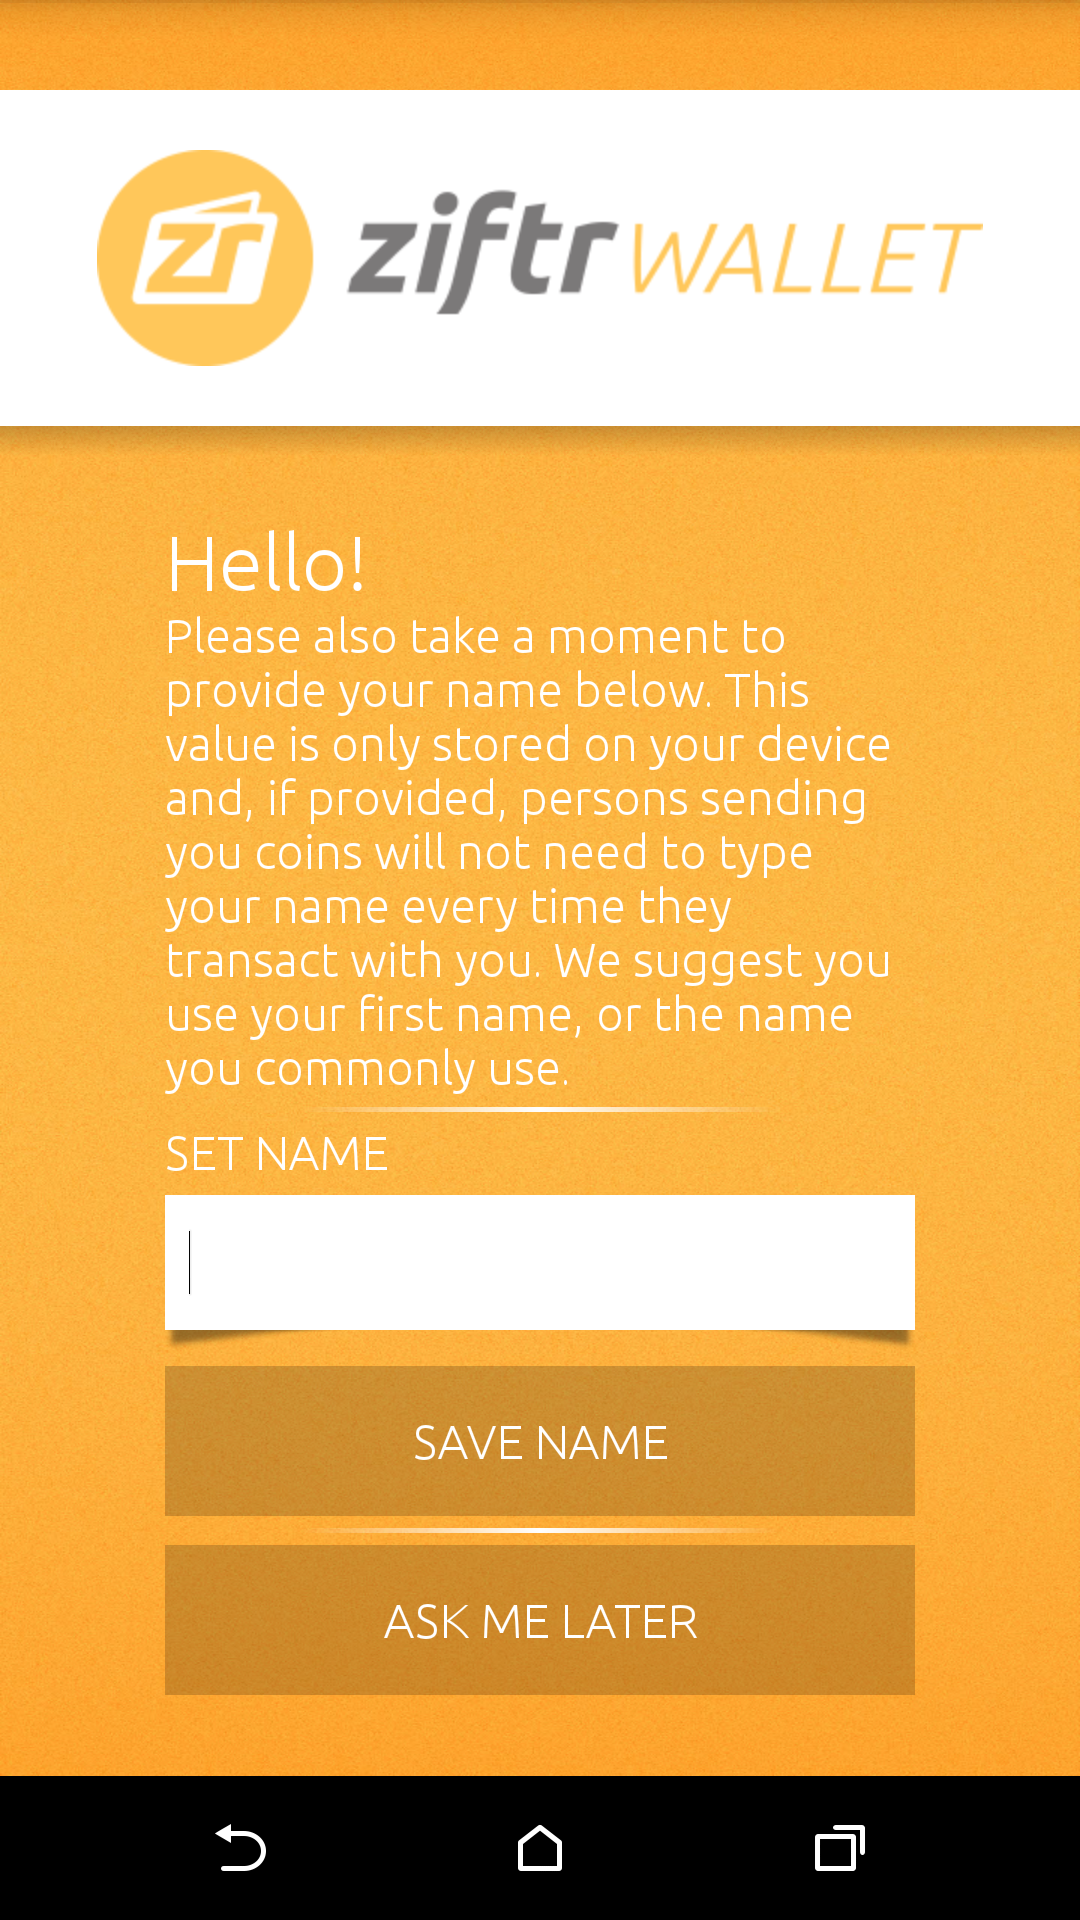 zr ziftr WALLET
Hello!
Please also take a moment to
provide your name below. This
value is only stored on your device
and, if provided, persons sending
you coins will not need to type
your name every time they
transact with you. We suggest you
use your first name, or the name
you commonly use.
SET NAME
SAVE NAME
ASK ME LATER